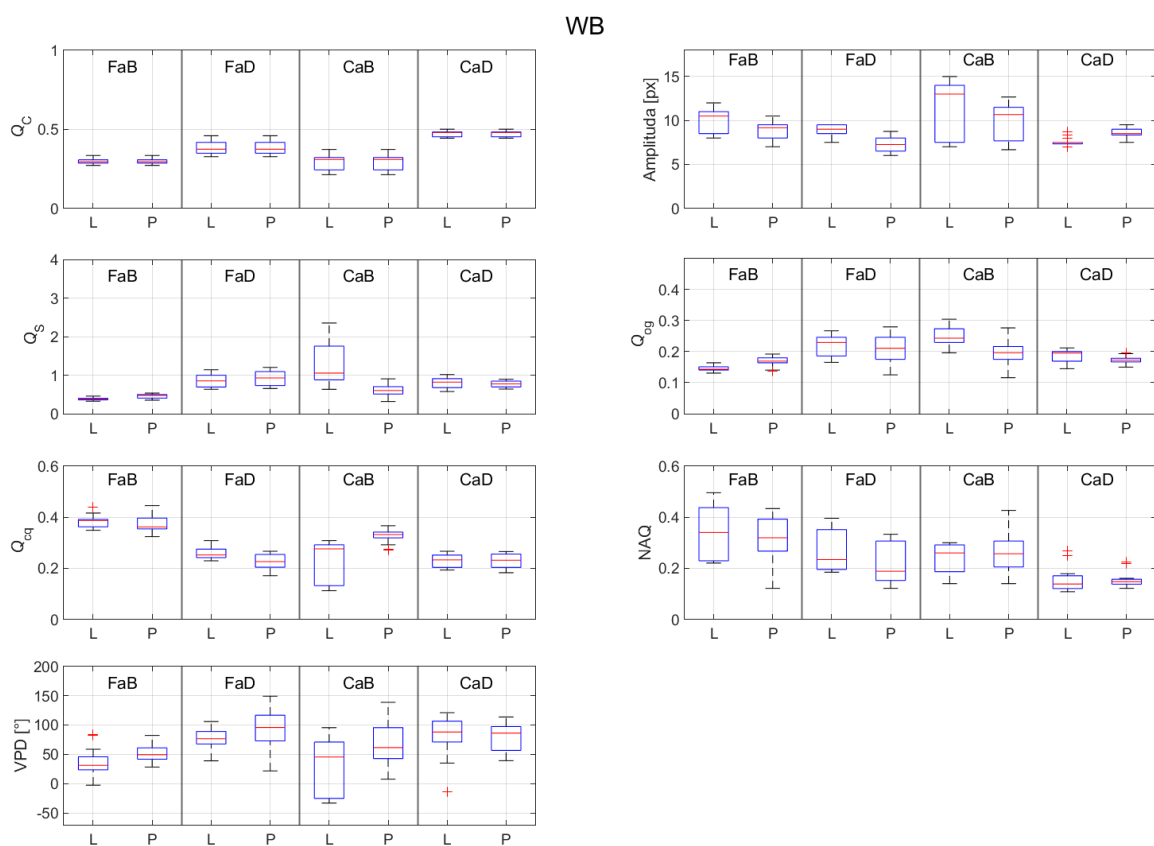 WB
1
0.5
0
Q_C
FaB FaD CaB CaD
L P L P L P L P
15
10
5
0
Amplituda [px]
FaB FaD CaB CaD
L P L P L P L P
4
3
2
1
0
Q_S
FaB FaD CaB CaD
L P L P L P L P
0.4
0.3
0.2
0.1
0
Q_og
FaB FaD CaB CaD
L P L P L P L P
0.6
0.4
0.2
0
Q_cq
FaB FaD CaB CaD
L P L P L P L P
0.6
0.4
0.2
0
NAQ
FaB FaD CaB CaD
L P L P L P L P
200
150
100
50
0
-50
VPD [°]
FaB FaD CaB CaD
L P L P L P L P